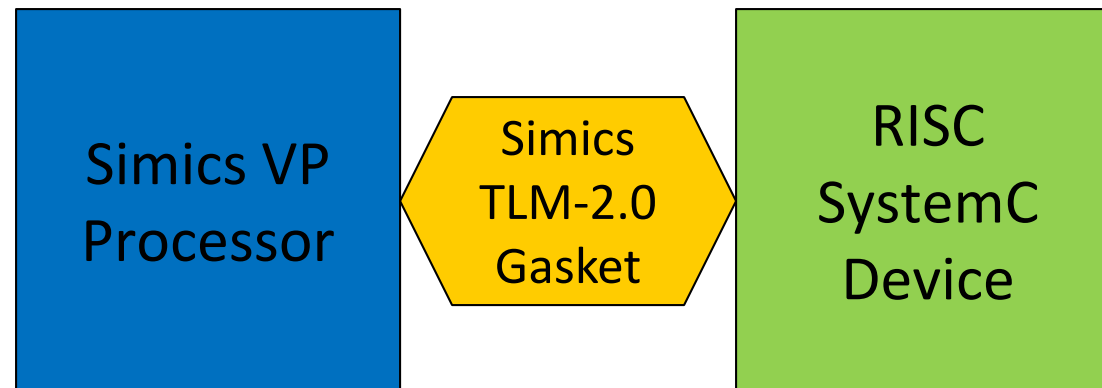 Simics VP
Processor
Simics
TLM-2.0
Gasket
RISC
SystemC
Device